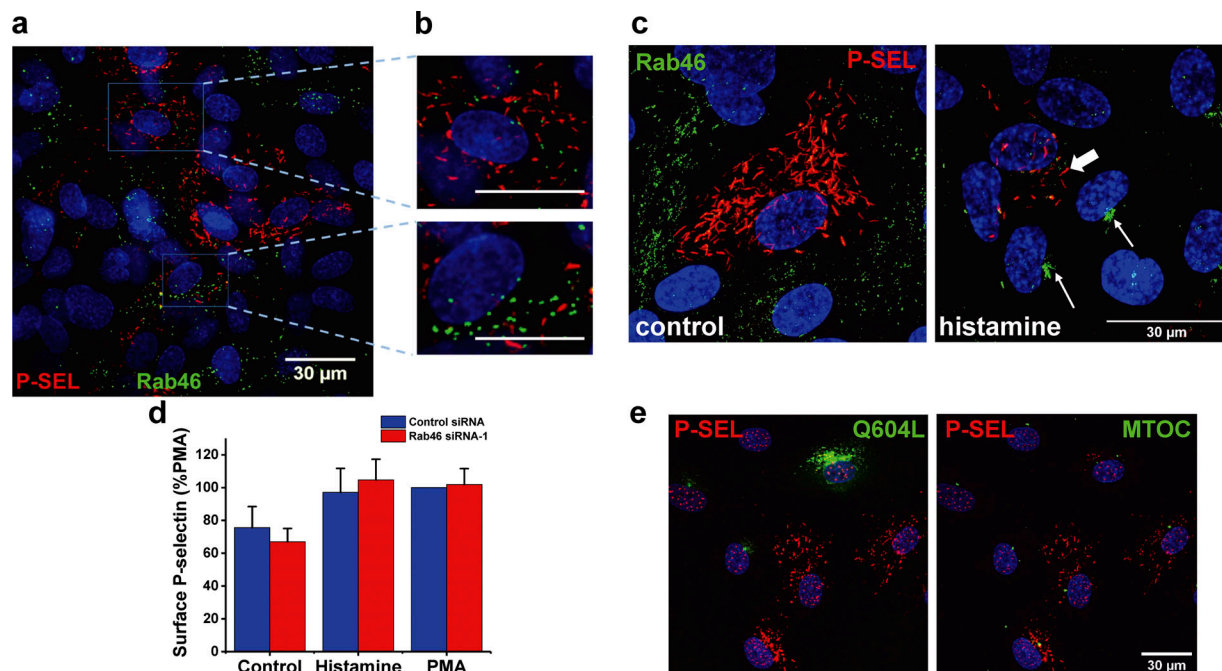 a
b
c
P-SEL
Rab46
30 µm
Rab46
P-SEL
control
histamine
30 µm
d
Control siRNA
Rab46 siRNA-1
Surface P-selectin (%PMA)
120
100
80
60
40
20
0
Control
Histamine
PMA
e
P-SEL
Q604L
P-SEL
MTOC
30 µm